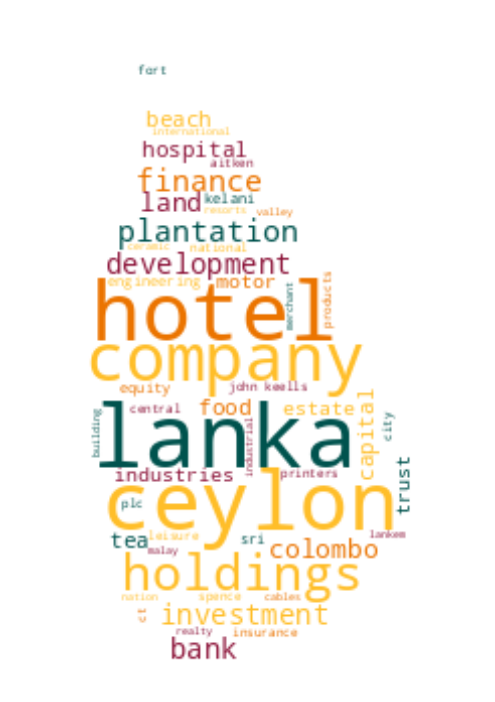 fort
beach
international
hospital
aitken
finance
land kelani
resorts valley
plantation
ceramic national
development
engineering motor
hotel
merchant
products
company
equity john keells
central food estate
capital
city
building
lanka
industrial
industries printers
trust
ceylon
plc
tea leisure sri lankem
malay colombo
holdings
nation spence cables
ct investment
realty insurance
bank